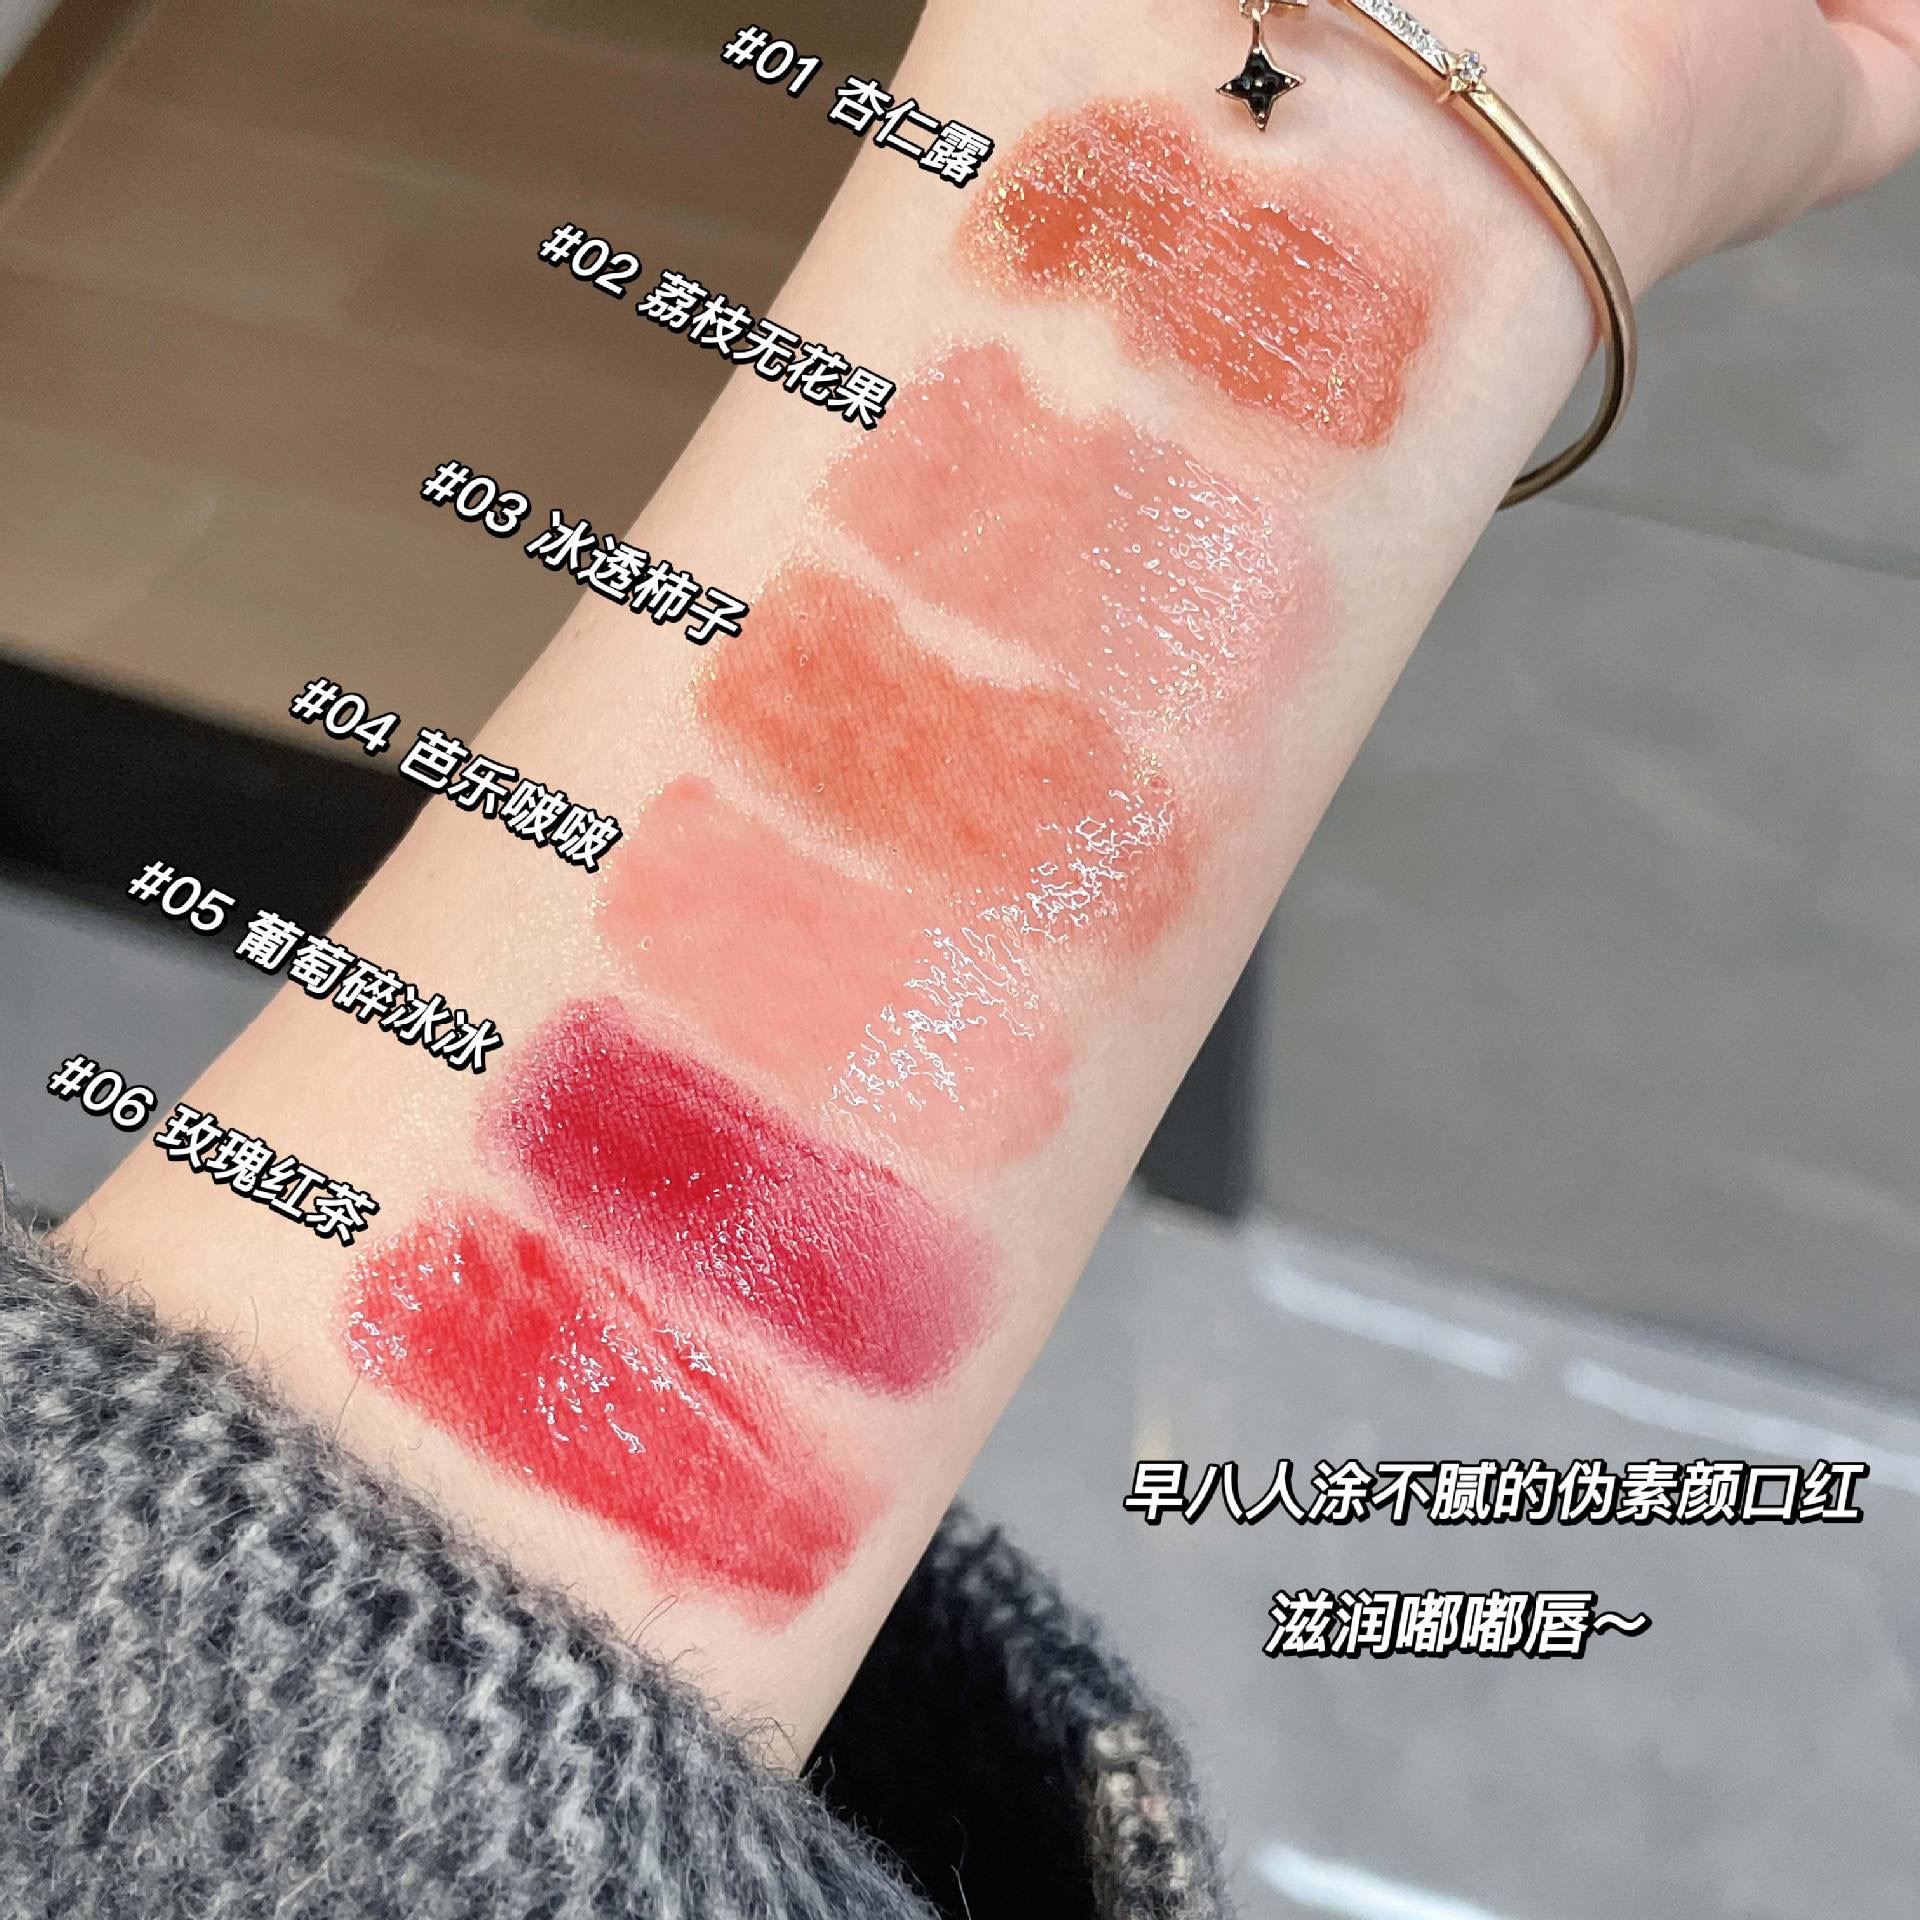 #01 杏仁露
#02 荔枝无花果
#03 冰透柿子
#04 芭乐啵啵
#05 葡萄碎冰冰
#06 玫瑰红茶
早八人涂不腻的伪素颜口红
滋润嘟嘟唇～